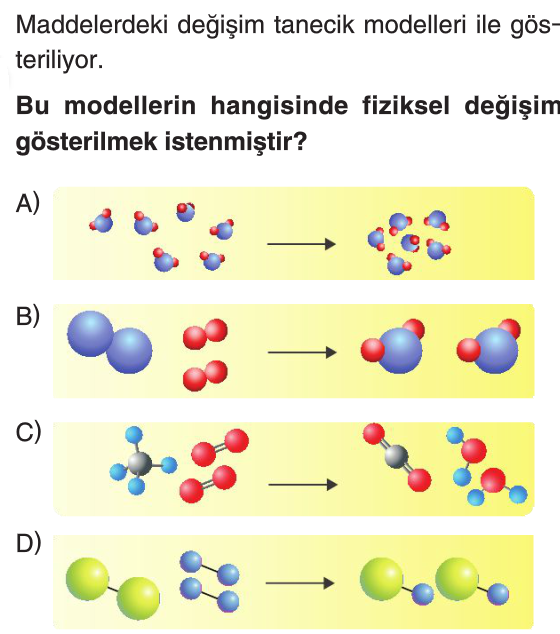 Maddelerdeki değişim tanecik modelleri ile gös-
teriliyor.
Bu modellerin hangisinde fiziksel değişim
gösterilmek istenmiştir?
A)
B)
C)
D)